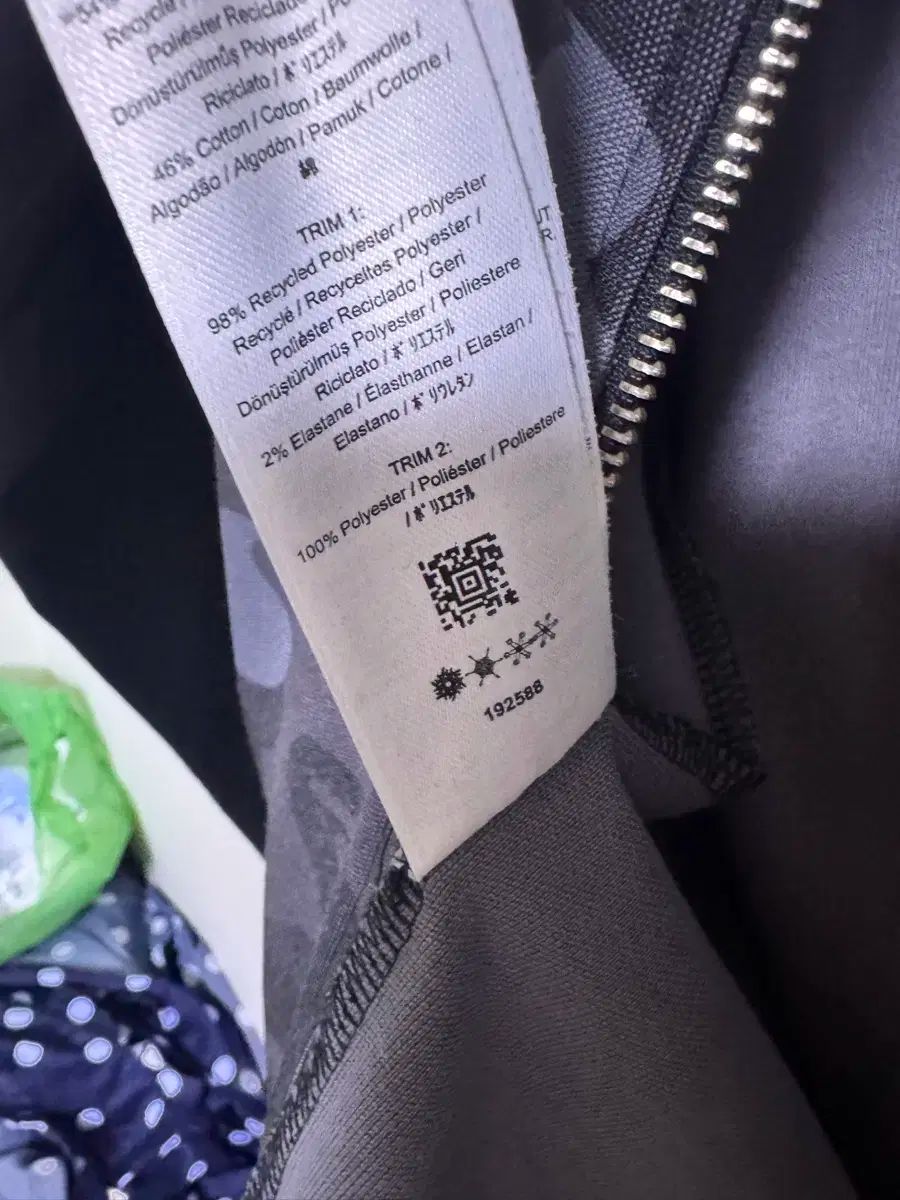 54%
Recyclé /
Poliéster Reciclado
Dönüştürülmüş Polyester /
Riciclato / ポリエステル
46% Cotton / Coton / Baumwolle /
Algodão / Algodón / Pamuk / Cotone /
綿
TRIM 1:
98% Recycled Polyester / Polyester
Recyclé / Recyceltes Polyester /
Poliéster Reciclado / Geri
Dönüştürülmüş Polyester / Poliestere
Riciclato / ポリエステル
2% Elastane / Élasthanne / Elastan /
Elastano / ポリウレタン
TRIM 2:
100% Polyester / Poliéster / Poliestere
/ ポリエステル
192588